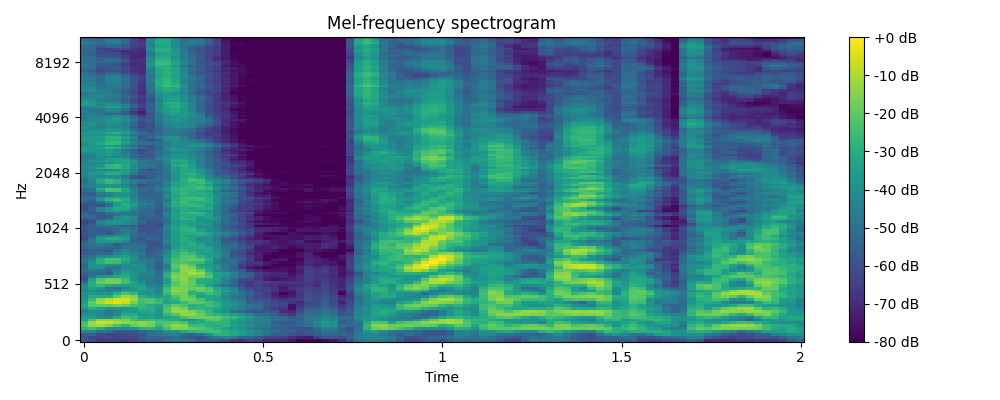 Mel-frequency spectrogram
+0 dB
8192
-10 dB
4096
-20 dB
-30 dB
2048
Hz
-40 dB
1024
-50 dB
512
-60 dB
-70 dB
0
-80 dB
0
0.5
1
1.5
2
Time